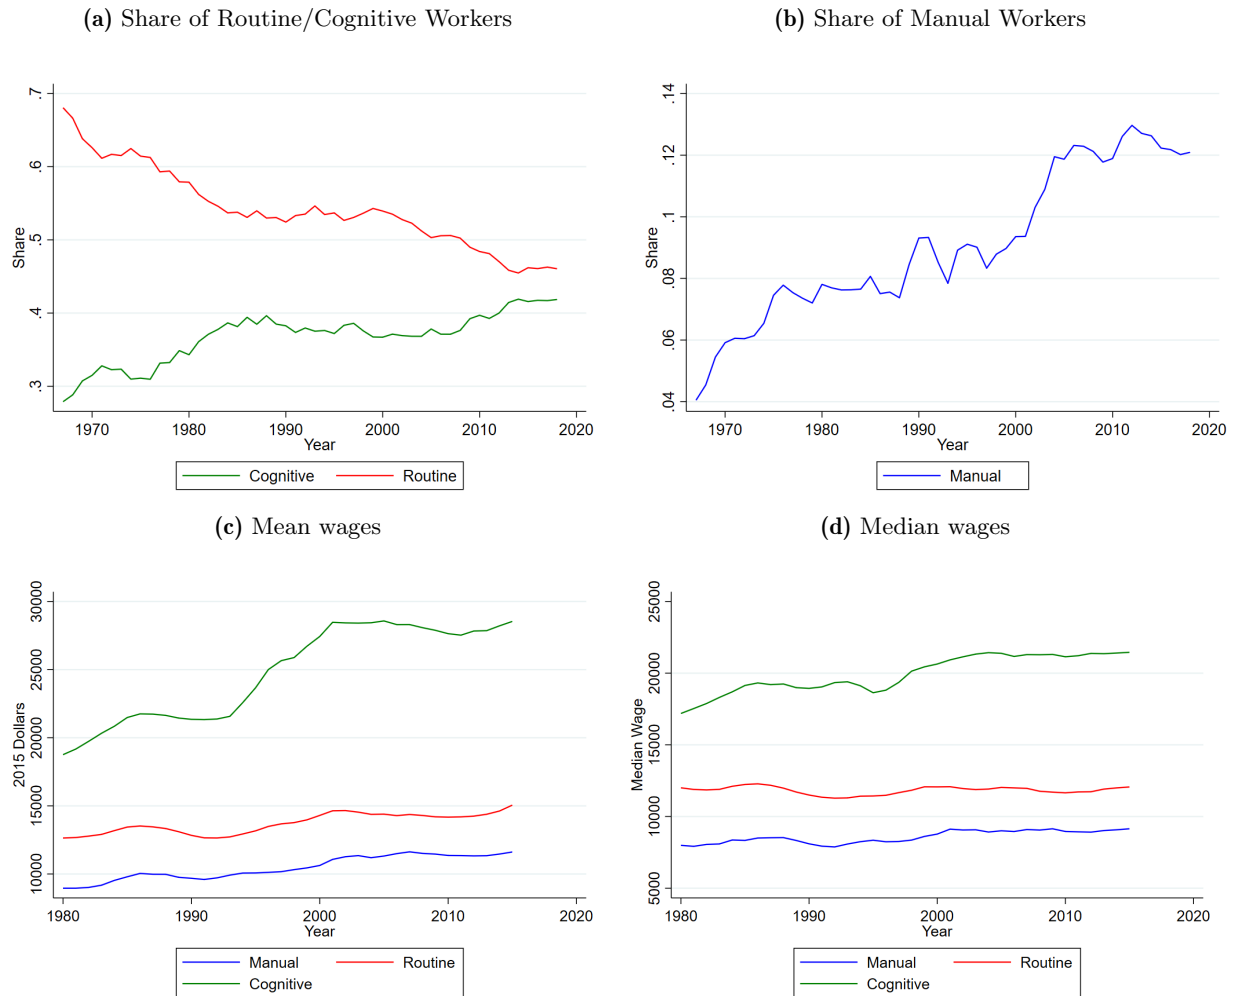 (a) Share of Routine/Cognitive Workers
.7
.6
.5
.4
.3
Share
1970 1980 1990 2000 2010 2020
Year
Cognitive Routine
(b) Share of Manual Workers
.14
.12
.1
.08
.06
.04
Share
1970 1980 1990 2000 2010 2020
Year
Manual
(c) Mean wages
30000
25000
20000
15000
10000
2015 Dollars
1980 1990 2000 2010 2020
Year
Manual Routine
Cognitive
(d) Median wages
25000
20000
15000
10000
5000
Median Wage
1980 1990 2000 2010 2020
Year
Manual Routine
Cognitive